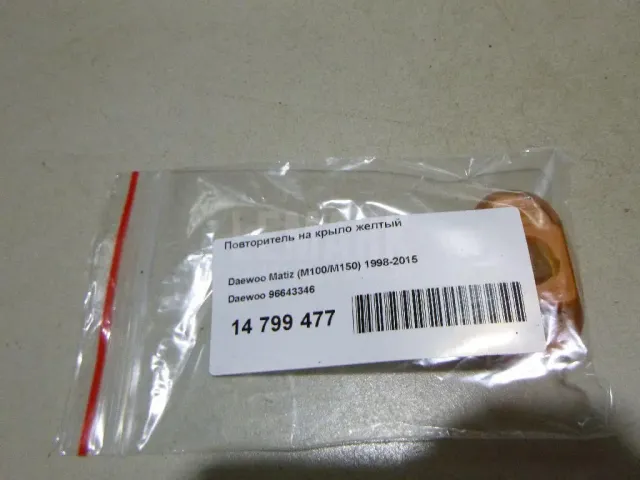 Повторитель на крыло желтый
Daewoo Matiz (M100/M150) 1998-2015
Daewoo 96643346
14 799 477